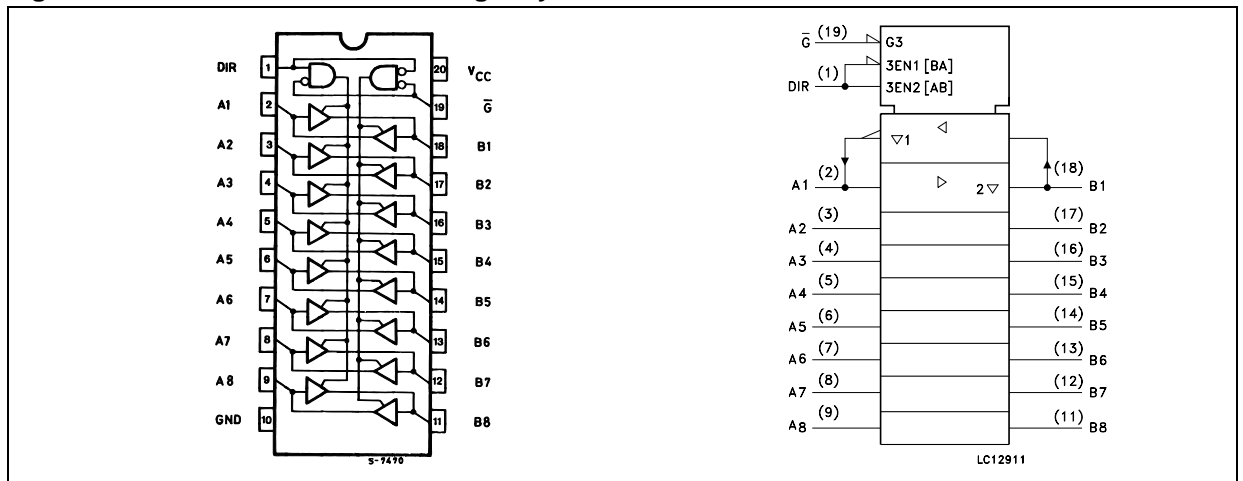 DIR 1 20 VCC
A1 2 19 G̅
A2 3 18 B1
A3 4 17 B2
A4 5 16 B3
A5 6 15 B4
A6 7 14 B5
A7 8 13 B6
A8 9 12 B7
GND 10 11 B8
S-7470
G̅ (19) G3
3EN1 [BA]
DIR (1) 3EN2 [AB]
▽1 ◁
A1 (2) ▷ 2▽ (18) B1
A2 (3) (17) B2
A3 (4) (16) B3
A4 (5) (15) B4
A5 (6) (14) B5
A6 (7) (13) B6
A7 (8) (12) B7
A8 (9) (11) B8
LC12911